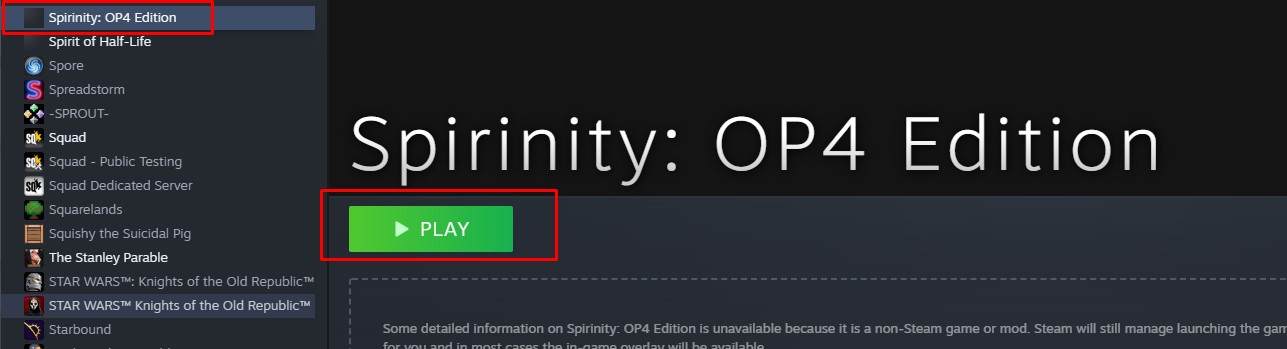 Spirinity: OP4 Edition
Spirit of Half-Life
Spore
Spreadstorm
-SPROUT-
Squad
Squad - Public Testing
Squad Dedicated Server
Squarelands
Squishy the Suicidal Pig
The Stanley Parable
STAR WARS™: Knights of the Old Republic™
STAR WARS™ Knights of the Old Republic™
Starbound
Spirinity: OP4 Edition
PLAY
Some detailed information on Spirinity: OP4 Edition is unavailable because it is a non-Steam game or mod. Steam will still manage launching the gam
for you and in most cases the in-game overlay will be available.